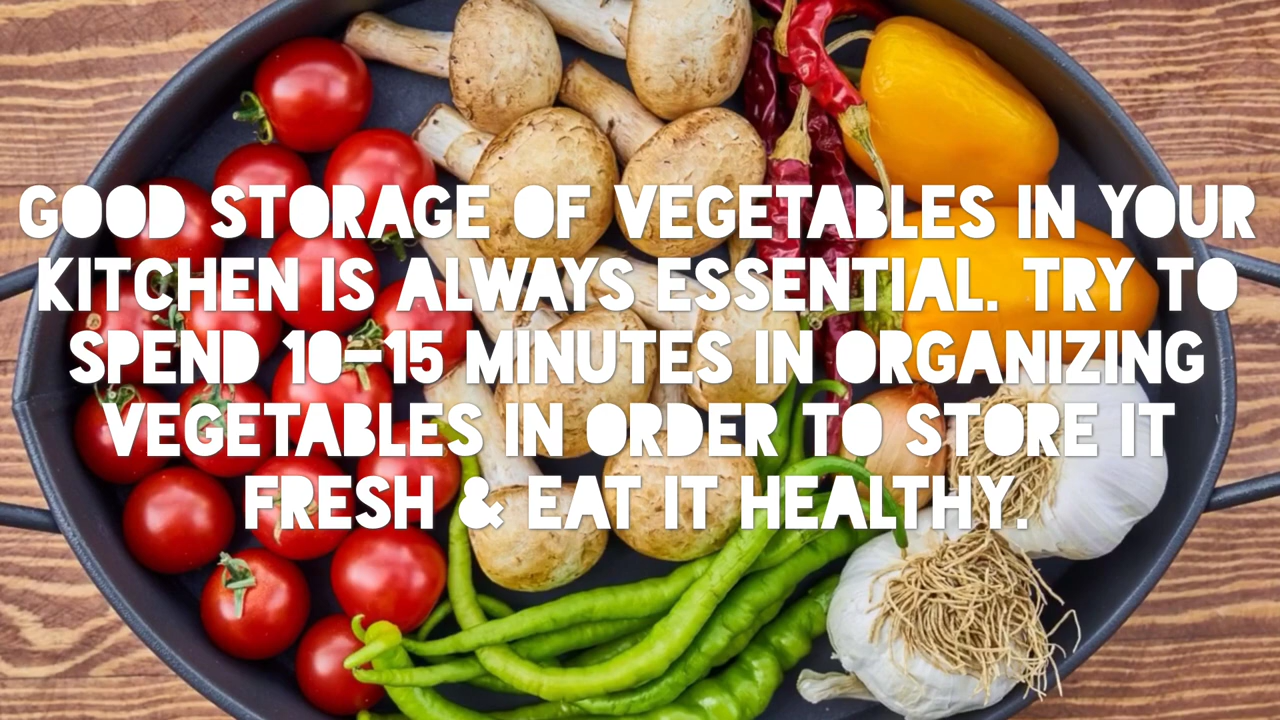 GOOD STORAGE OF VEGETABLES IN YOUR
KITCHEN IS ALWAYS ESSENTIAL. TRY TO
SPEND 10-15 MINUTES IN ORGANIZING
VEGETABLES IN ORDER TO STORE IT
FRESH & EAT IT HEALTHY.